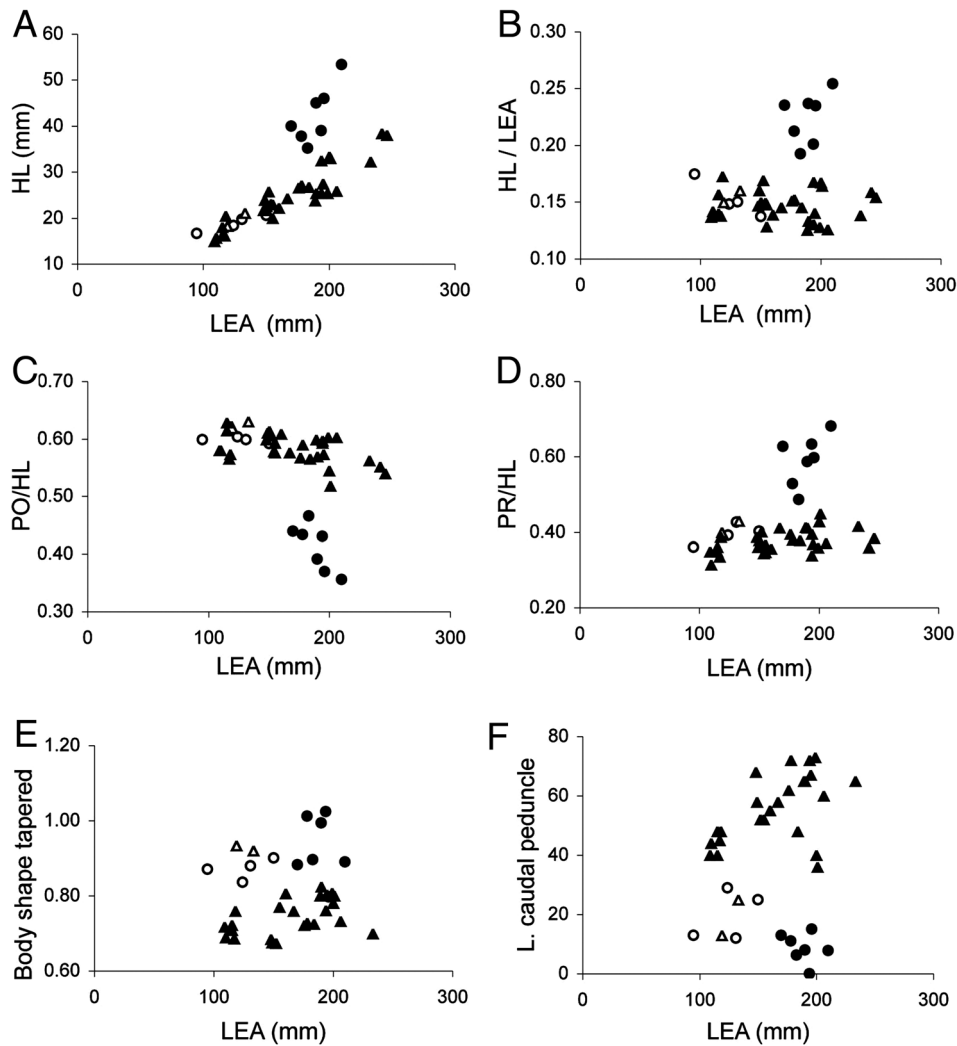 A
60
50
40
30
20
10
HL (mm)
0 100 200 300
LEA (mm)
B
0.30
0.25
0.20
0.15
0.10
HL / LEA
0 100 200 300
LEA (mm)
C
0.70
0.60
0.50
0.40
0.30
PO/HL
0 100 200 300
LEA (mm)
D
0.80
0.60
0.40
0.20
PR/HL
0 100 200 300
LEA (mm)
E
1.20
1.00
0.80
0.60
Body shape tapered
0 100 200 300
LEA (mm)
F
80
60
40
20
0
L. caudal peduncle
0 100 200 300
LEA (mm)